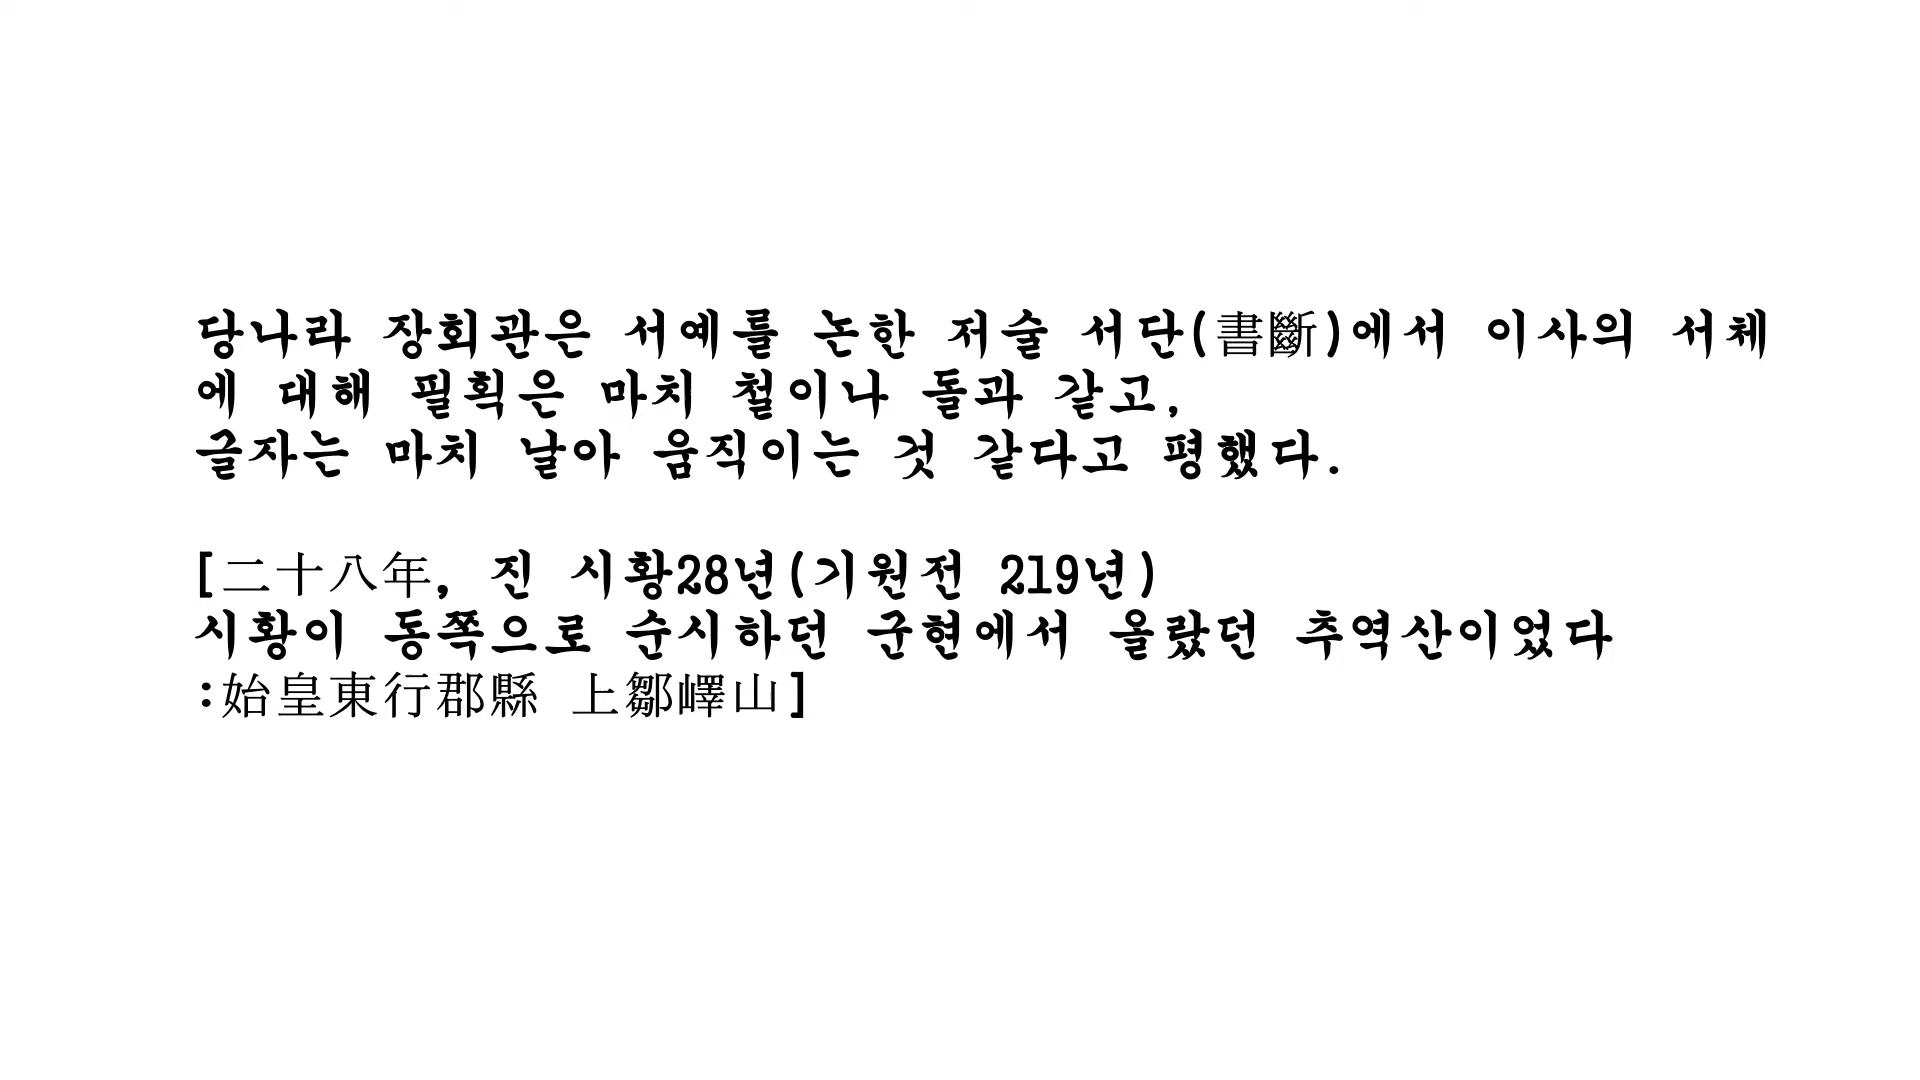 당나라 장회관은 서예를 논한 저술 서단(書斷)에서 이사의 서체
에 대해 필획은 마치 철이나 돌과 같고,
글자는 마치 날아 움직이는 것 같다고 평했다.
[二十八年, 진 시황28년(기원전 219년)
시황이 동쪽으로 순시하던 군현에서 올랐던 추역산이었다
:始皇東行郡縣 上鄒嶧山]